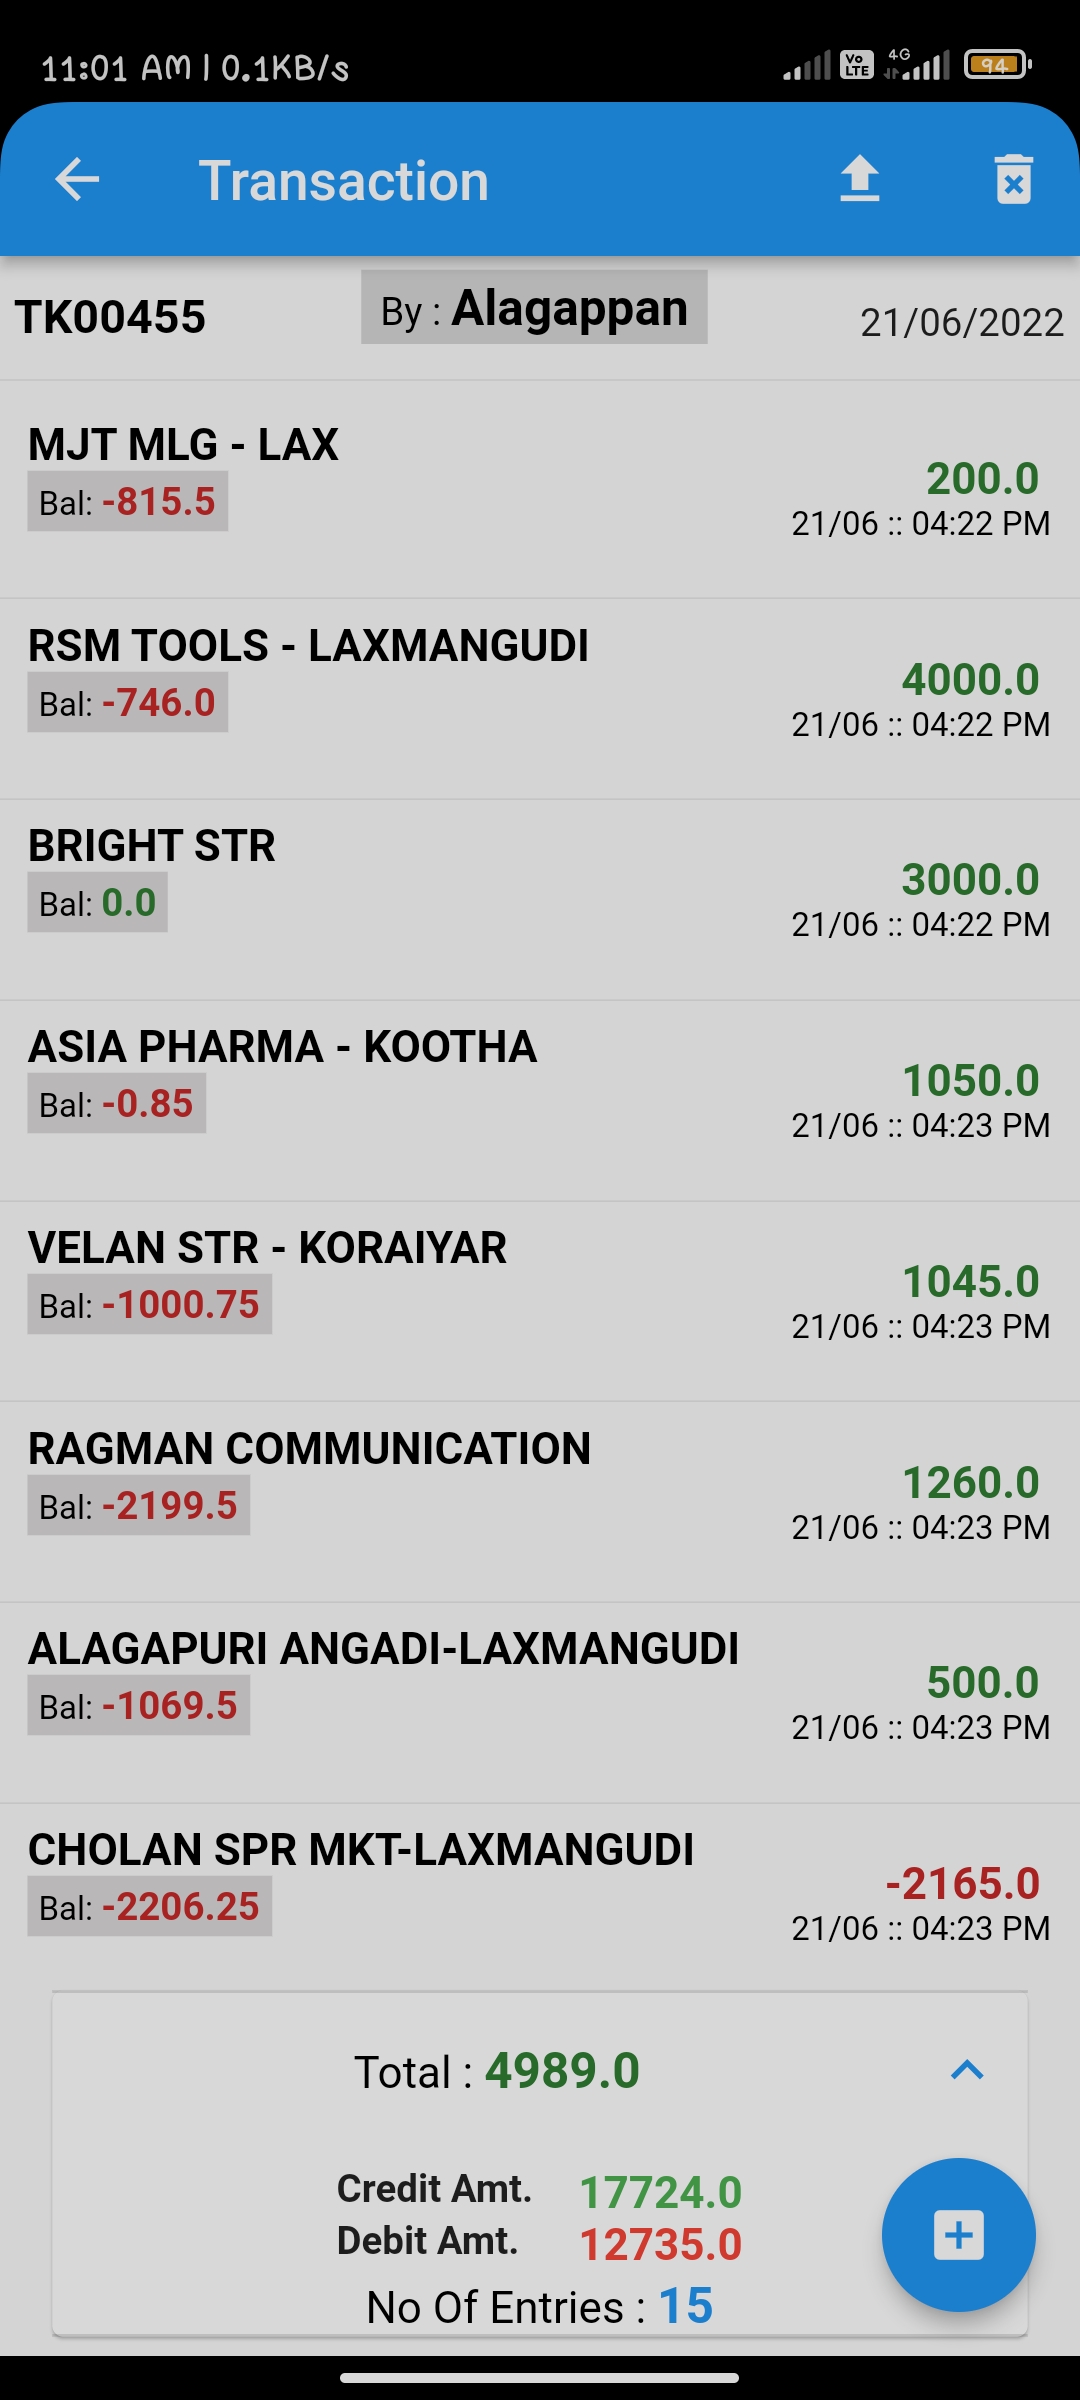 11:01 AM | 0.1KB/s
Vo LTE 4G 94
Transaction
TK00455 By : Alagappan 21/06/2022
MJT MLG - LAX
Bal: -815.5
200.0
21/06 :: 04:22 PM
RSM TOOLS - LAXMANGUDI
Bal: -746.0
4000.0
21/06 :: 04:22 PM
BRIGHT STR
Bal: 0.0
3000.0
21/06 :: 04:22 PM
ASIA PHARMA - KOOTHA
Bal: -0.85
1050.0
21/06 :: 04:23 PM
VELAN STR - KORAIYAR
Bal: -1000.75
1045.0
21/06 :: 04:23 PM
RAGMAN COMMUNICATION
Bal: -2199.5
1260.0
21/06 :: 04:23 PM
ALAGAPURI ANGADI-LAXMANGUDI
Bal: -1069.5
500.0
21/06 :: 04:23 PM
CHOLAN SPR MKT-LAXMANGUDI
Bal: -2206.25
-2165.0
21/06 :: 04:23 PM
Total : 4989.0
Credit Amt. 17724.0
Debit Amt. 12735.0
No Of Entries : 15